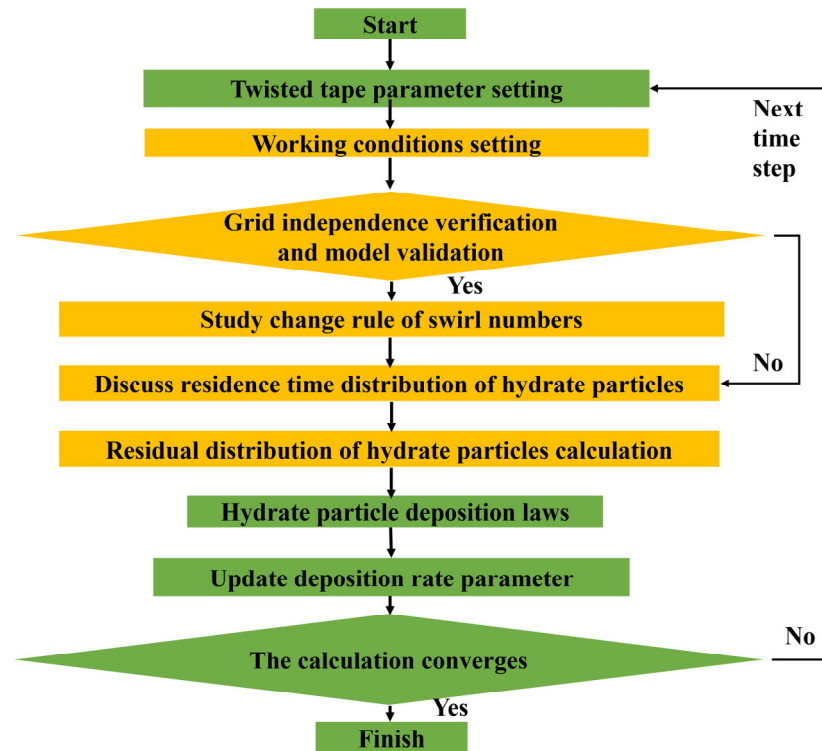 Start
Twisted tape parameter setting
Next
time
step
Working conditions setting
Grid independence verification
and model validation
Yes
Study change rule of swirl numbers
No
Discuss residence time distribution of hydrate particles
Residual distribution of hydrate particles calculation
Hydrate particle deposition laws
Update deposition rate parameter
No
The calculation converges
Yes
Finish